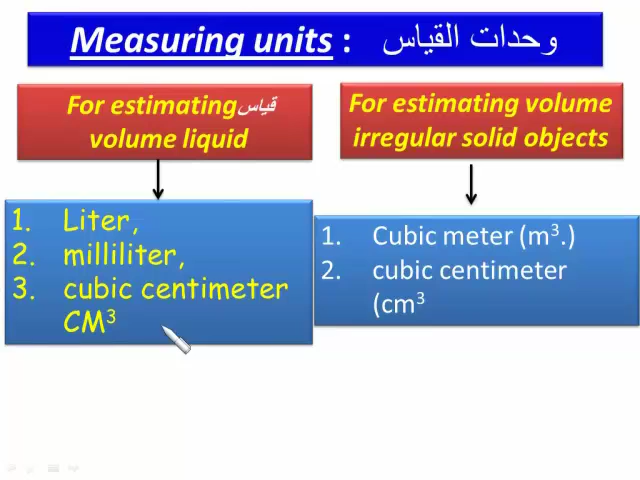 Measuring units : وحدات القياس
For estimating قياس
volume liquid
For estimating volume
irregular solid objects
1. Liter,
2. milliliter,
3. cubic centimeter
CM³
1. Cubic meter (m³.)
2. cubic centimeter
(cm³